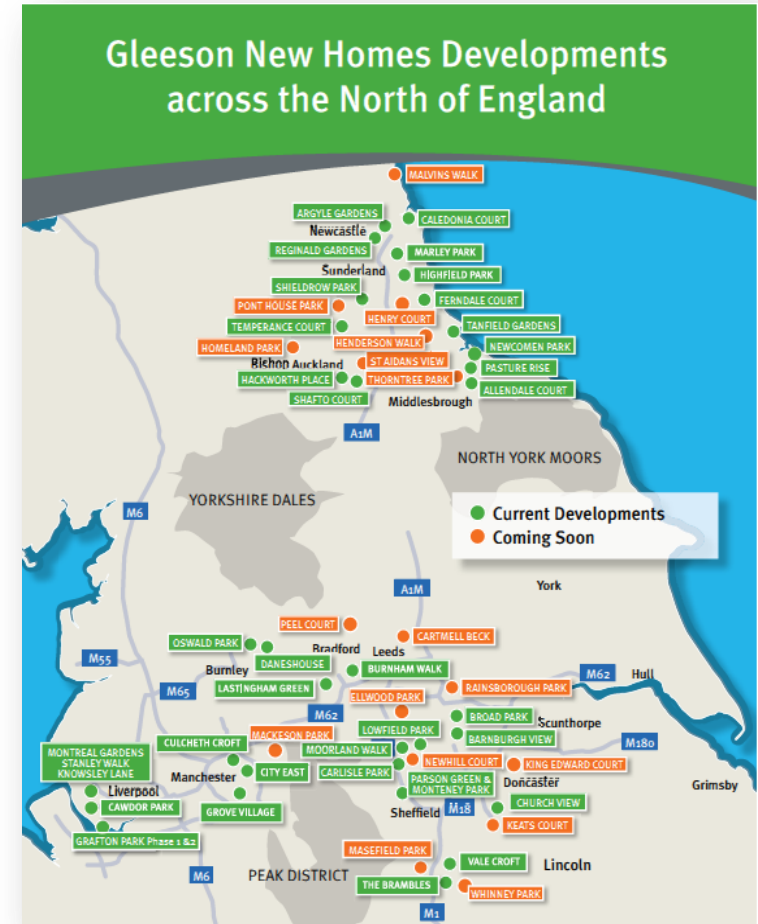 Gleeson New Homes Developments
across the North of England
MALVINS WALK
ARGYLE GARDENS
CALEDONIA COURT
Newcastle
REGINALD GARDENS
MARLEY PARK
Sunderland
HIGHFIELD PARK
SHIELDROW PARK
FERNDALE COURT
PONT HOUSE PARK
HENRY COURT
TEMPERANCE COURT
TANFIELD GARDENS
HENDERSON WALK
HOMELAND PARK
NEWCOMEN PARK
Bishop Auckland
ST AIDANS VIEW
PASTURE RISE
HACKWORTH PLACE
THORNTREE PARK
ALLENDALE COURT
SHAFTO COURT
Middlesbrough
A1M
NORTH YORK MOORS
YORKSHIRE DALES
M6
Current Developments
Coming Soon
A1M
York
PEEL COURT
CARTMELL BECK
OSWALD PARK
Bradford
Leeds
M55
DANESHOUSE
Burnley
BURNHAM WALK
M62
Hull
M65
LASTINGHAM GREEN
RAINSBOROUGH PARK
ELLWOOD PARK
M62
BROAD PARK
Scunthorpe
MACKESON PARK
LOWFIELD PARK
CULCHETH CROFT
BARNBURGH VIEW
M180
MONTREAL GARDENS
STANLEY WALK
KNOWSLEY LANE
MOORLAND WALK
NEWHILL COURT
KING EDWARD COURT
Manchester
CITY EAST
CARLISLE PARK
PARSON GREEN &
MONTENEY PARK
Doncaster
Grimsby
Liverpool
CAWDOR PARK
GROVE VILLAGE
Sheffield
M18
CHURCH VIEW
KEATS COURT
GRAFTON PARK Phase 1 &2
MASEFIELD PARK
VALE CROFT
Lincoln
M6
PEAK DISTRICT
THE BRAMBLES
WHINNEY PARK
M1